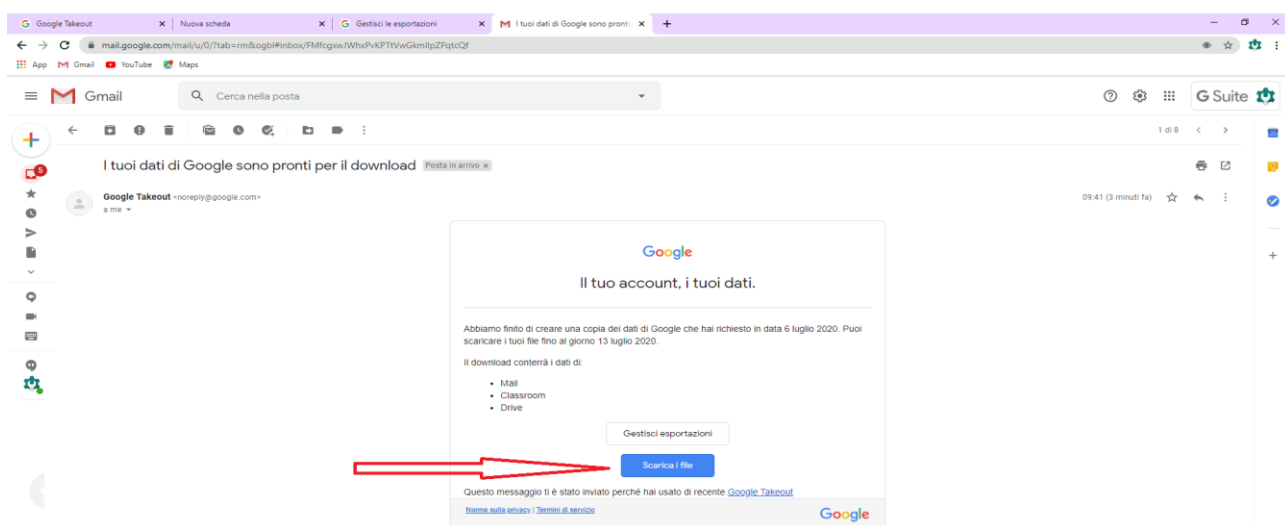 Google Takeout
Nuova scheda
Gestisci le esportazioni
I tuoi dati di Google sono pronti
mail.google.com/mail/u/0/?tab=rm&ogbl#inbox/FMfcgxwJWhxPvKPTtVwGkmlIpZPqtcQf
App Gmail YouTube Maps
Gmail
Cerca nella posta
G Suite
1 di 8
I tuoi dati di Google sono pronti per il download Posta in arrivo x
5
Google Takeout <noreply@google.com>
09:41 (3 minuti fa)
a me
Google
Il tuo account, i tuoi dati.
Abbiamo finito di creare una copia dei dati di Google che hai richiesto in data 6 luglio 2020. Puoi
scaricare i tuoi file fino al giorno 13 luglio 2020.
Il download conterrà i dati di:
• Mail
• Classroom
• Drive
Gestisci esportazioni
Scarica i file
Questo messaggio ti è stato inviato perché hai usato di recente Google Takeout
Norme sulla privacy | Termini di servizio
Google